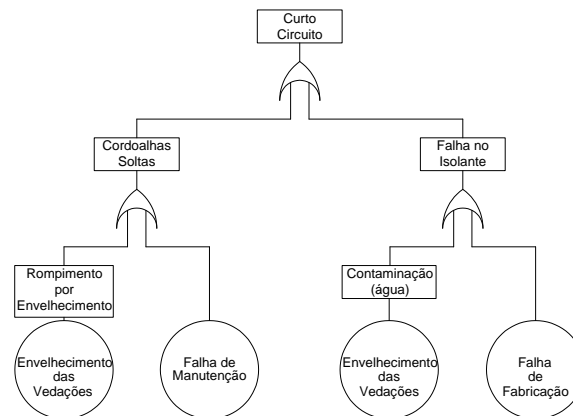 Curto
Circuito
Cordoalhas
Soltas
Falha no
Isolante
Rompimento
por
Envelhecimento
Contaminação
(água)
Envelhecimento
das
Vedações
Falha de
Manutenção
Envelhecimento
das
Vedações
Falha
de
Fabricação